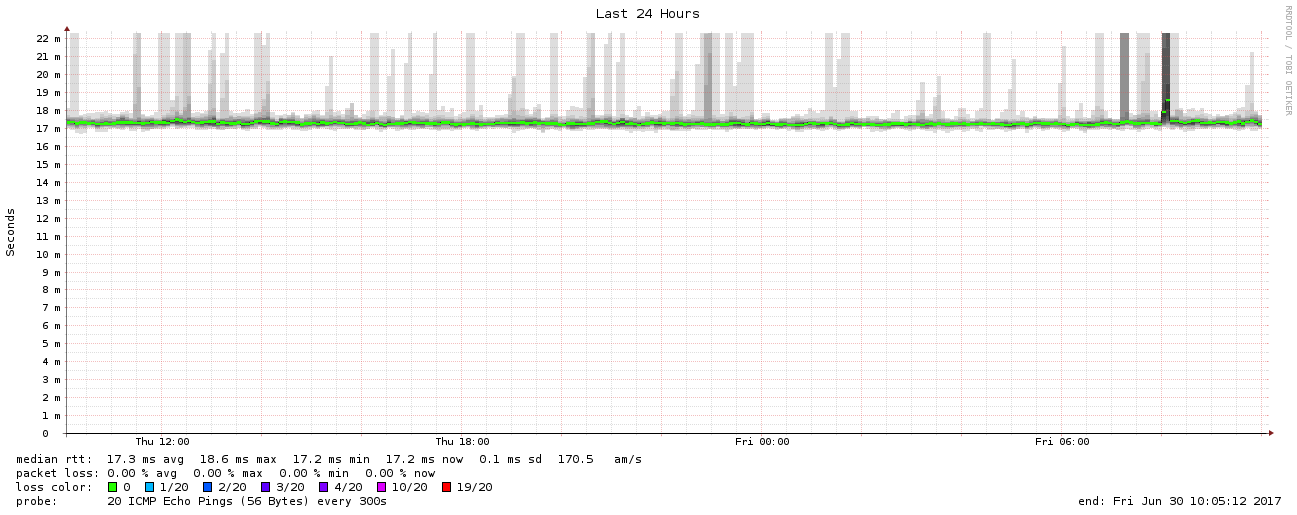 Last 24 Hours
RRDTOOL / TOBI OETIKER
Seconds
22 m
21 m
20 m
19 m
18 m
17 m
16 m
15 m
14 m
13 m
12 m
11 m
10 m
9 m
8 m
7 m
6 m
5 m
4 m
3 m
2 m
1 m
0
Thu 12:00 Thu 18:00 Fri 00:00 Fri 06:00
median rtt: 17.3 ms avg 18.6 ms max 17.2 ms min 17.2 ms now 0.1 ms sd 170.5 am/s
packet loss: 0.00 % avg 0.00 % max 0.00 % min 0.00 % now
loss color: 0 1/20 2/20 3/20 4/20 10/20 19/20
probe: 20 ICMP Echo Pings (56 Bytes) every 300s end: Fri Jun 30 10:05:12 2017